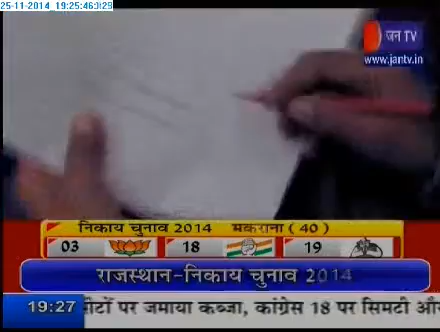 25-11-2014 19:25:46
जन TV
www.jantv.in
निकाय चुनाव 2014 मकराना (40)
03 18 19
राजस्थान-निकाय चुनाव 2014
19:27 सीटों पर जमाया कब्जा, कांग्रेस 18 पर सिमटी